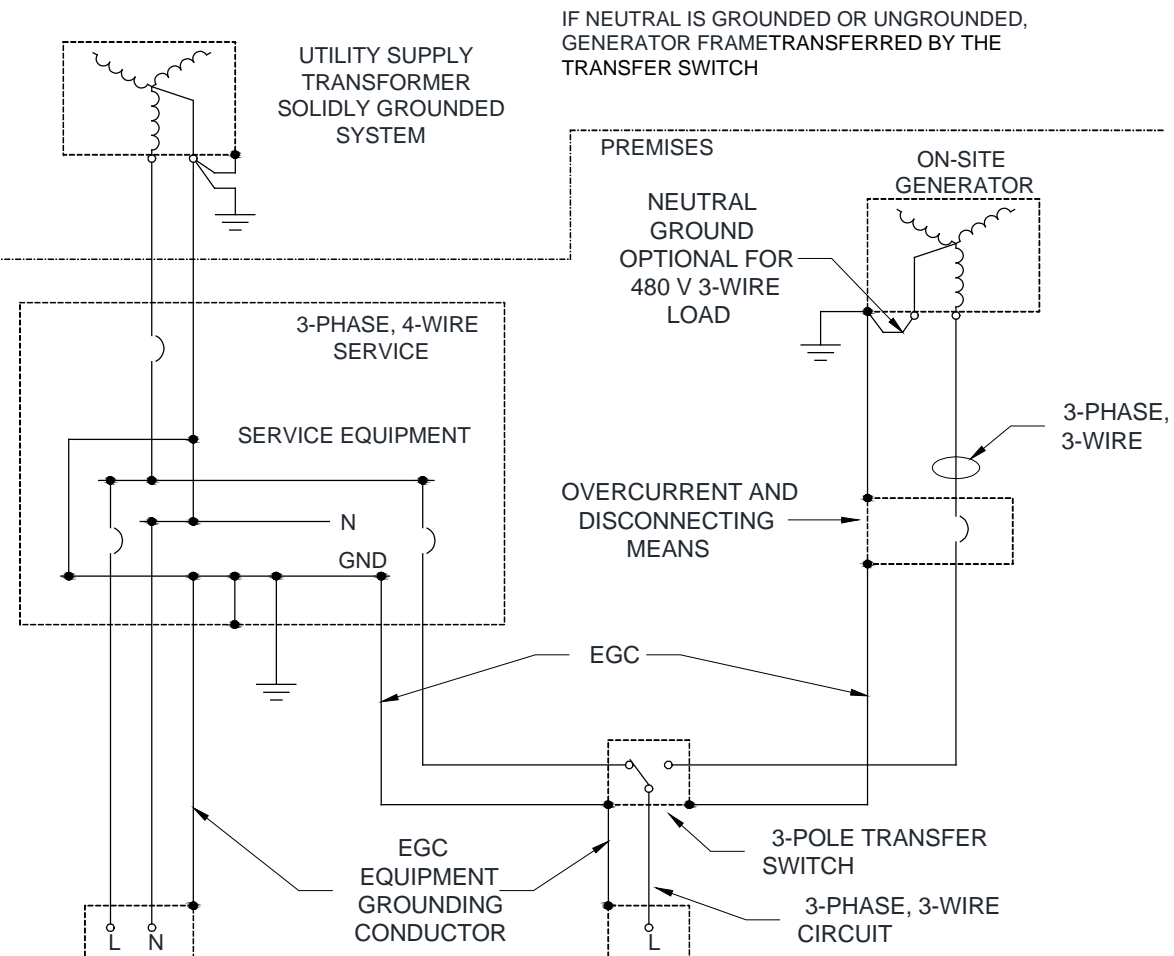 IF NEUTRAL IS GROUNDED OR UNGROUNDED,
GENERATOR FRAMETRANSFERRED BY THE
TRANSFER SWITCH
UTILITY SUPPLY
TRANSFORMER
SOLIDLY GROUNDED
SYSTEM
PREMISES
ON-SITE
GENERATOR
NEUTRAL
GROUND
OPTIONAL FOR
480 V 3-WIRE
LOAD
3-PHASE, 4-WIRE
SERVICE
SERVICE EQUIPMENT
3-PHASE,
3-WIRE
OVERCURRENT AND
DISCONNECTING
MEANS
N
GND
EGC
3-POLE TRANSFER
SWITCH
EGC
EQUIPMENT
GROUNDING
CONDUCTOR
3-PHASE, 3-WIRE
CIRCUIT
L N
L